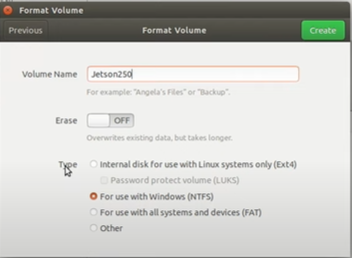 Format Volume
Previous
Format Volume
Create
Volume Name
Jetson250
For example: "Angela's Files" or "Backup".
Erase
OFF
Overwrites existing data, but takes longer.
Type
Internal disk for use with Linux systems only (Ext4)
Password protect volume (LUKS)
For use with Windows (NTFS)
For use with all systems and devices (FAT)
Other